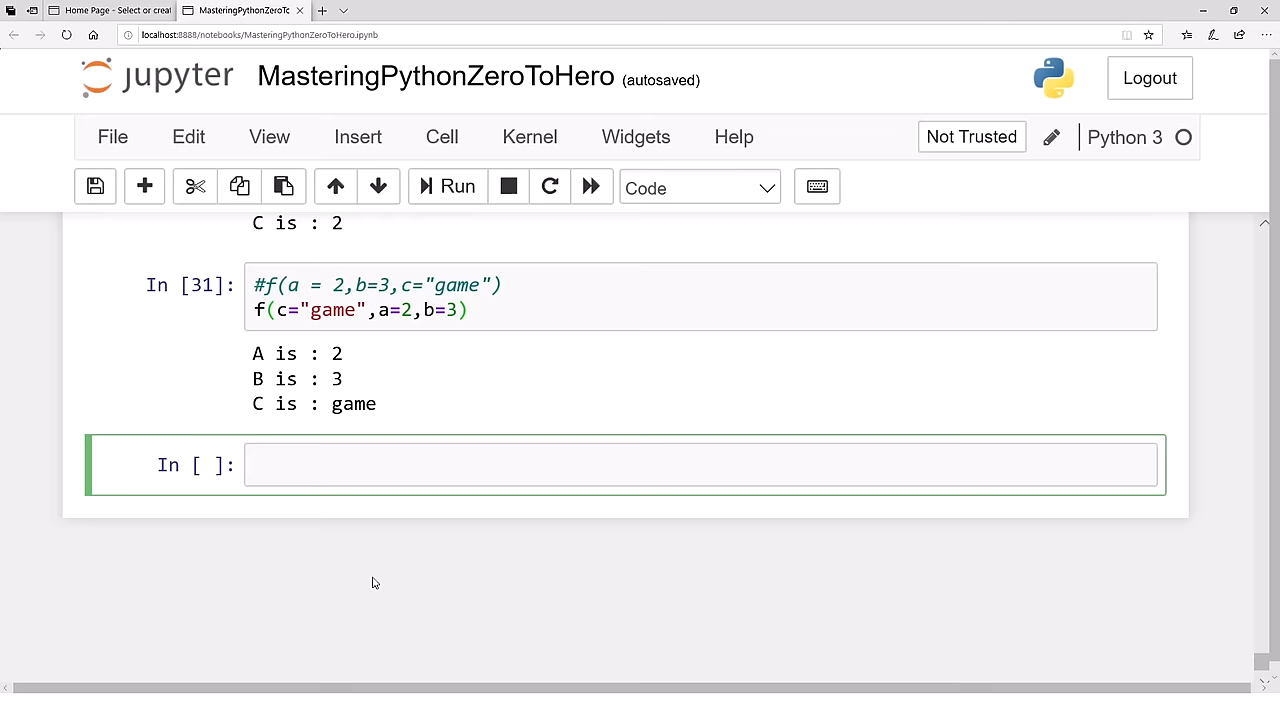 Home Page - Select or creat
MasteringPythonZeroTo
localhost:8888/notebooks/MasteringPythonZeroToHero.ipynb
jupyter MasteringPythonZeroToHero (autosaved)
Logout
File Edit View Insert Cell Kernel Widgets Help
Not Trusted
Python 3
Run
Code
C is : 2
In [31]: #f(a = 2,b=3,c="game")
f(c="game",a=2,b=3)
A is : 2
B is : 3
C is : game
In [ ]: